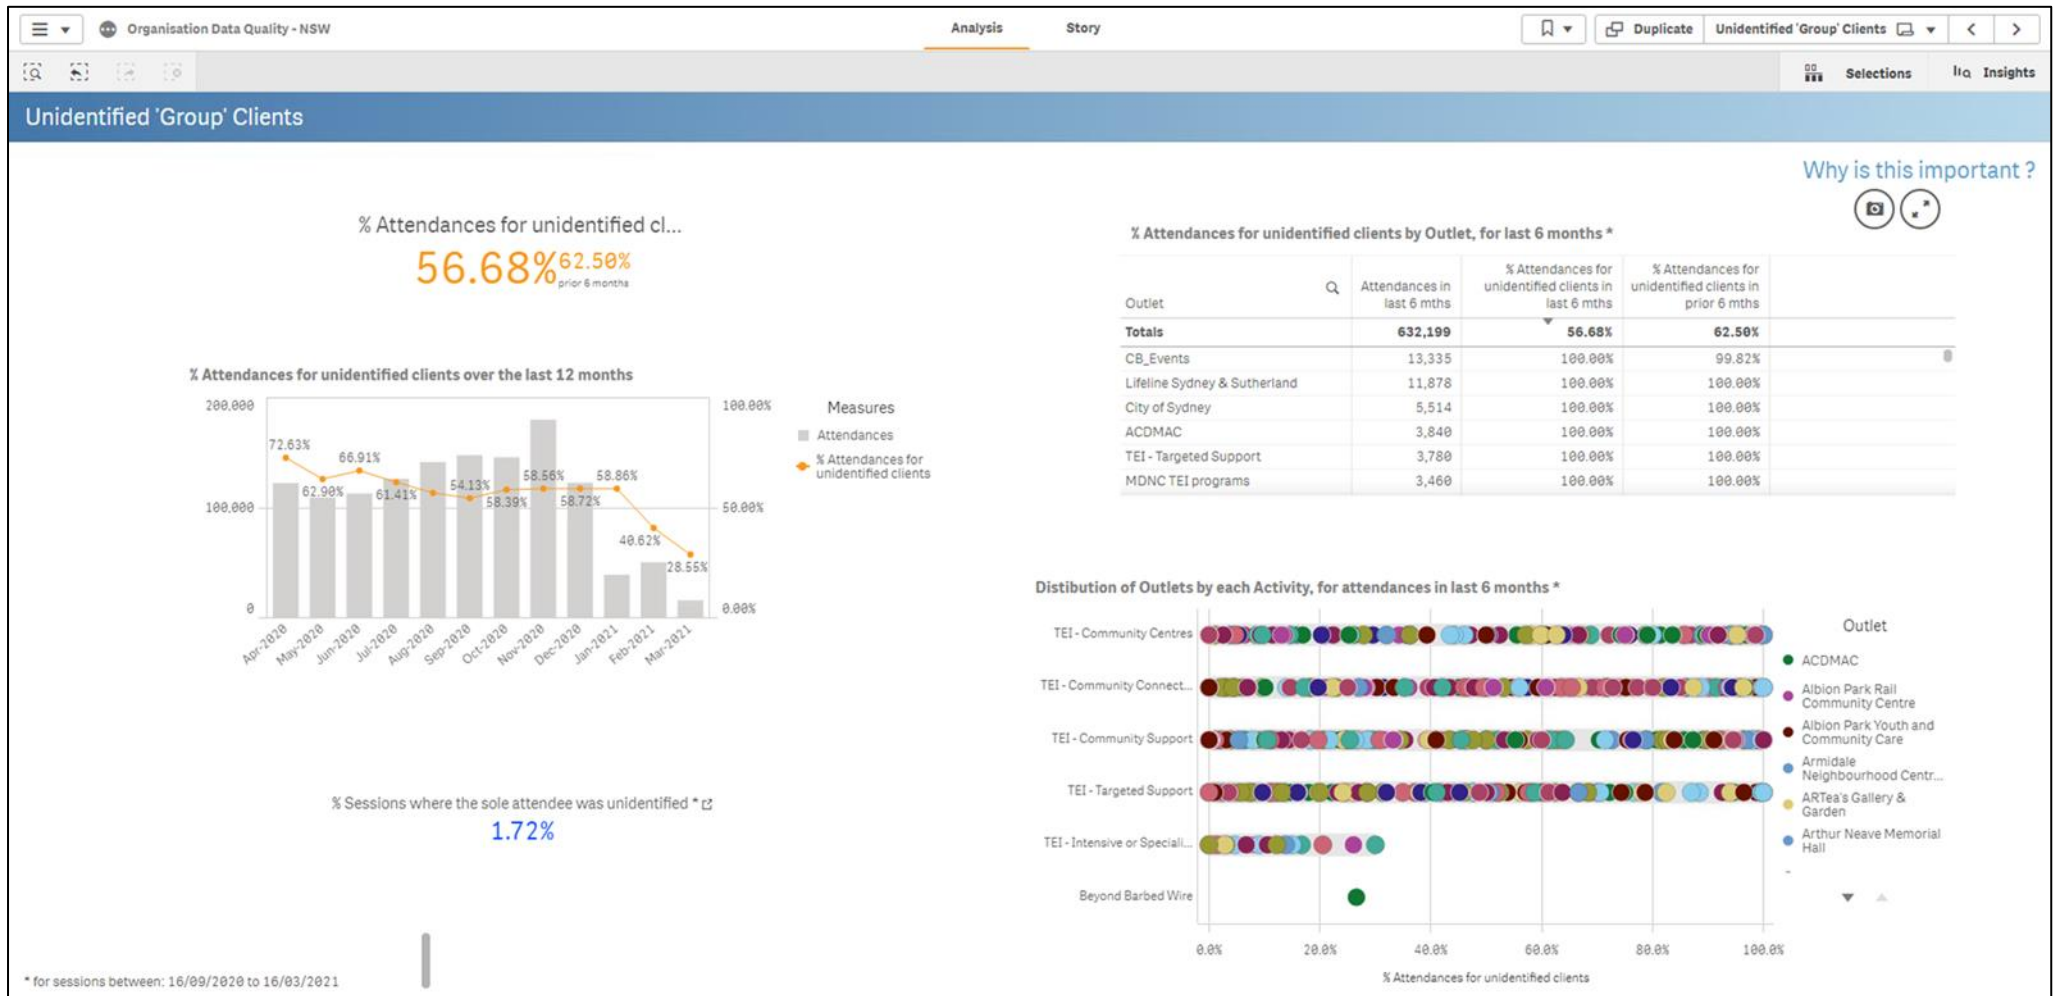 Organisation Data Quality - NSW
Analysis
Story
Duplicate
Unidentified 'Group' Clients
Selections
Insights
Unidentified 'Group' Clients
Why is this important ?
% Attendances for unidentified cl...
56.68%
62.50%
prior 6 months
% Attendances for unidentified clients over the last 12 months
200,000
100,000
0
100.00%
50.00%
0.00%
72.63%
62.90%
66.91%
61.41%
54.13%
58.39%
58.56%
58.72%
58.86%
40.62%
28.55%
Apr-2020
May-2020
Jun-2020
Jul-2020
Aug-2020
Sep-2020
Oct-2020
Nov-2020
Dec-2020
Jan-2021
Feb-2021
Mar-2021
Measures
Attendances
% Attendances for
unidentified clients
% Sessions where the sole attendee was unidentified *
1.72%
* for sessions between: 16/09/2020 to 16/03/2021
% Attendances for unidentified clients by Outlet, for last 6 months *
Outlet
Attendances in
last 6 mths
% Attendances for
unidentified clients in
last 6 mths
% Attendances for
unidentified clients in
prior 6 mths
Totals 632,199 56.68% 62.50%
CB_Events 13,335 100.00% 99.82%
Lifeline Sydney & Sutherland 11,878 100.00% 100.00%
City of Sydney 5,514 100.00% 100.00%
ACDMAC 3,840 100.00% 100.00%
TEI - Targeted Support 3,780 100.00% 100.00%
MDNC TEI programs 3,460 100.00% 100.00%
Distibution of Outlets by each Activity, for attendances in last 6 months *
TEI - Community Centres
TEI - Community Connect...
TEI - Community Support
TEI - Targeted Support
TEI - Intensive or Speciali...
Beyond Barbed Wire
0.0%
20.0%
40.0%
60.0%
80.0%
100.0%
% Attendances for unidentified clients
Outlet
ACDMAC
Albion Park Rail
Community Centre
Albion Park Youth and
Community Care
Armidale
Neighbourhood Centr...
ARTea's Gallery &
Garden
Arthur Neave Memorial
Hall